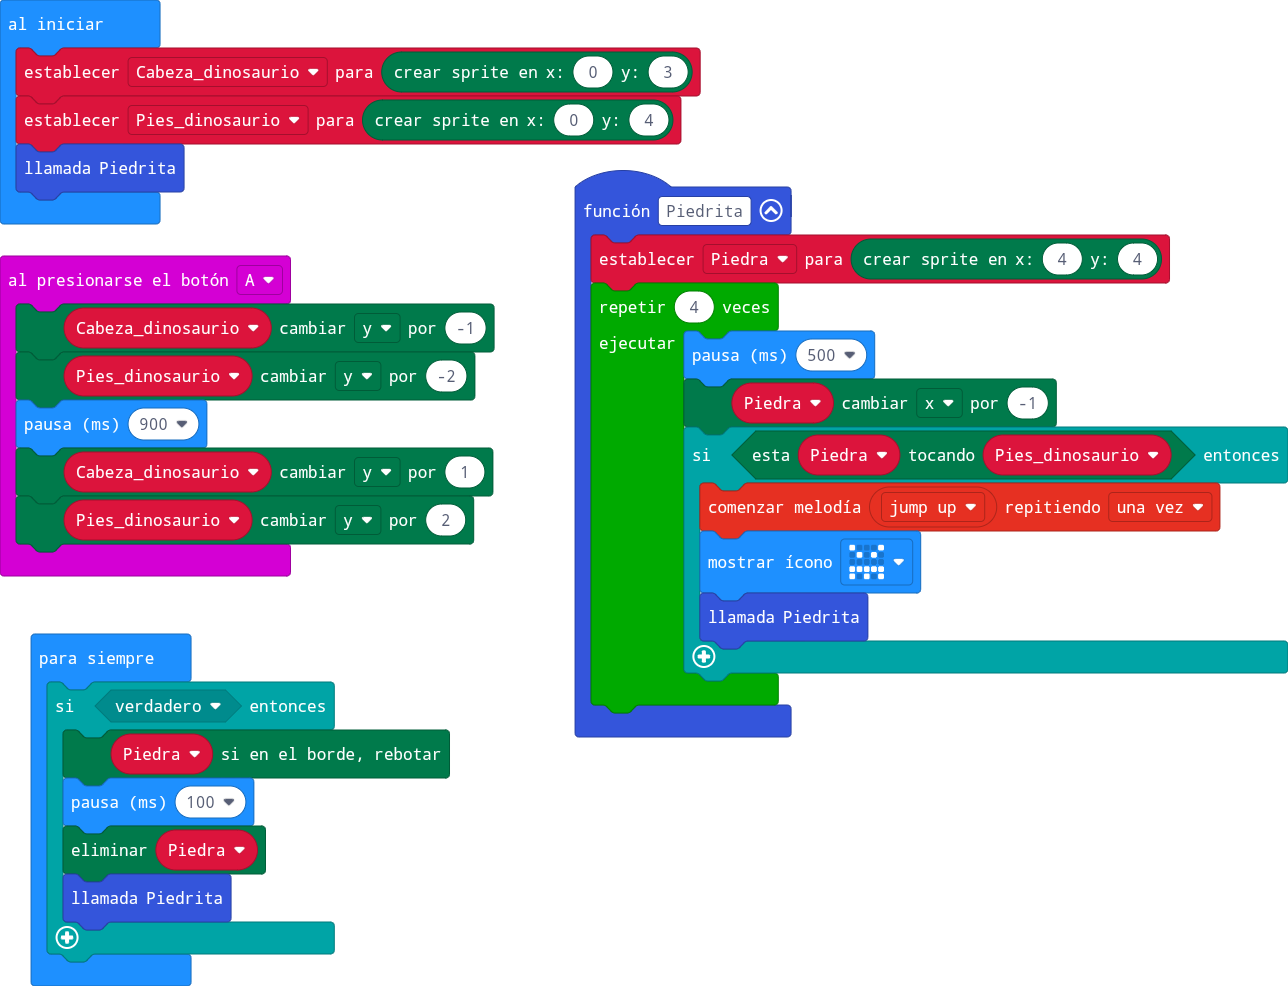 al iniciar
establecer Cabeza_dinosaurio para crear sprite en x: 0 y: 3
establecer Pies_dinosaurio para crear sprite en x: 0 y: 4
llamada Piedrita
al presionarse el botón A
Cabeza_dinosaurio cambiar y por -1
Pies_dinosaurio cambiar y por -2
pausa (ms) 900
Cabeza_dinosaurio cambiar y por 1
Pies_dinosaurio cambiar y por 2
para siempre
si verdadero entonces
Piedra si en el borde, rebotar
pausa (ms) 100
eliminar Piedra
llamada Piedrita
función Piedrita
establecer Piedra para crear sprite en x: 4 y: 4
repetir 4 veces
ejecutar
pausa (ms) 500
Piedra cambiar x por -1
si esta Piedra tocando Pies_dinosaurio entonces
comenzar melodía jump up repitiendo una vez
mostrar ícono
llamada Piedrita